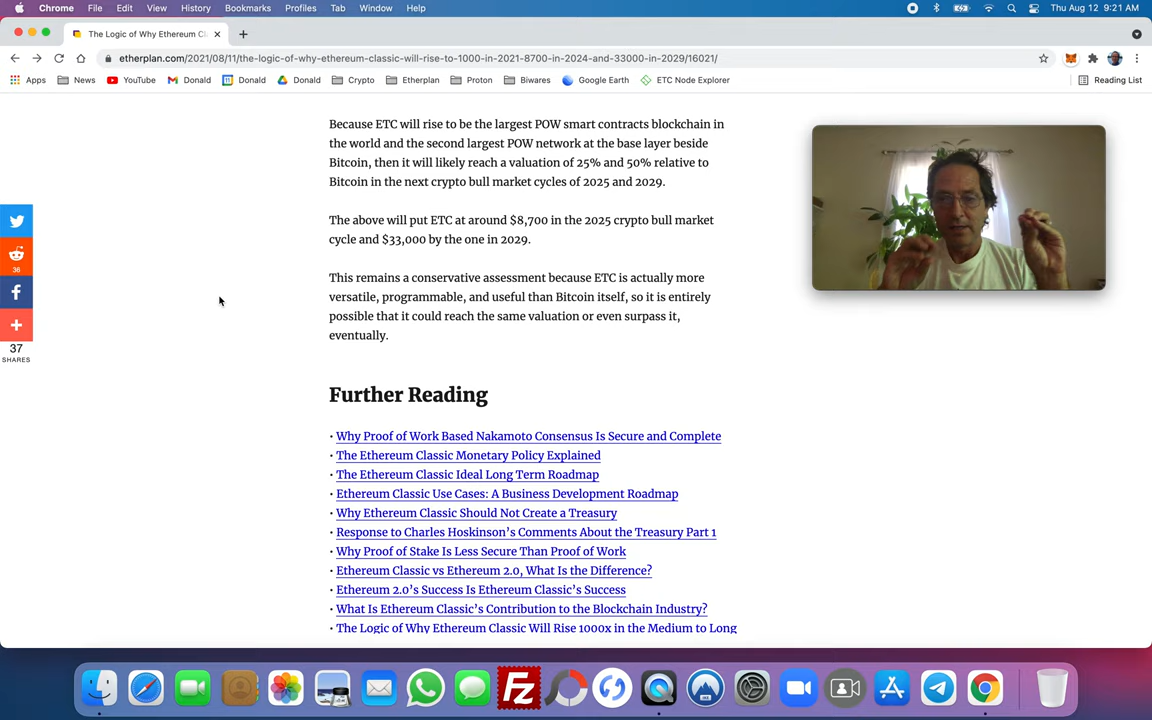 Chrome File Edit View History Bookmarks Profiles Tab Window Help
Thu Aug 12 9:21 AM
The Logic of Why Ethereum Cl
etherplan.com/2021/08/11/the-logic-of-why-ethereum-classic-will-rise-to-1000-in-2021-8700-in-2024-and-33000-in-2029/16021/
Apps News YouTube Donald Donald Donald Crypto Etherplan Proton Biwares Google Earth ETC Node Explorer Reading List
Because ETC will rise to be the largest POW smart contracts blockchain in
the world and the second largest POW network at the base layer beside
Bitcoin, then it will likely reach a valuation of 25% and 50% relative to
Bitcoin in the next crypto bull market cycles of 2025 and 2029.
The above will put ETC at around $8,700 in the 2025 crypto bull market
cycle and $33,000 by the one in 2029.
This remains a conservative assessment because ETC is actually more
versatile, programmable, and useful than Bitcoin itself, so it is entirely
possible that it could reach the same valuation or even surpass it,
eventually.
36
37
SHARES
Further Reading
• Why Proof of Work Based Nakamoto Consensus Is Secure and Complete
• The Ethereum Classic Monetary Policy Explained
• The Ethereum Classic Ideal Long Term Roadmap
• Ethereum Classic Use Cases: A Business Development Roadmap
• Why Ethereum Classic Should Not Create a Treasury
• Response to Charles Hoskinson's Comments About the Treasury Part 1
• Why Proof of Stake Is Less Secure Than Proof of Work
• Ethereum Classic vs Ethereum 2.0, What Is the Difference?
• Ethereum 2.0's Success Is Ethereum Classic's Success
• What Is Ethereum Classic's Contribution to the Blockchain Industry?
• The Logic of Why Ethereum Classic Will Rise 1000x in the Medium to Long
Fz